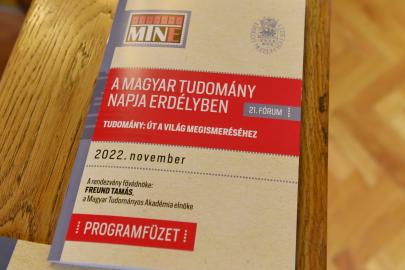 MTNE
A MAGYAR TUDOMÁNY
NAPJA ERDÉLYBEN
21. FÓRUM
TUDOMÁNY: ÚT A VILÁG MEGISMERÉSÉHEZ
2022. november
A rendezvény fővédnöke:
FREUND TAMÁS,
a Magyar Tudományos Akadémia elnöke
PROGRAMFÜZET